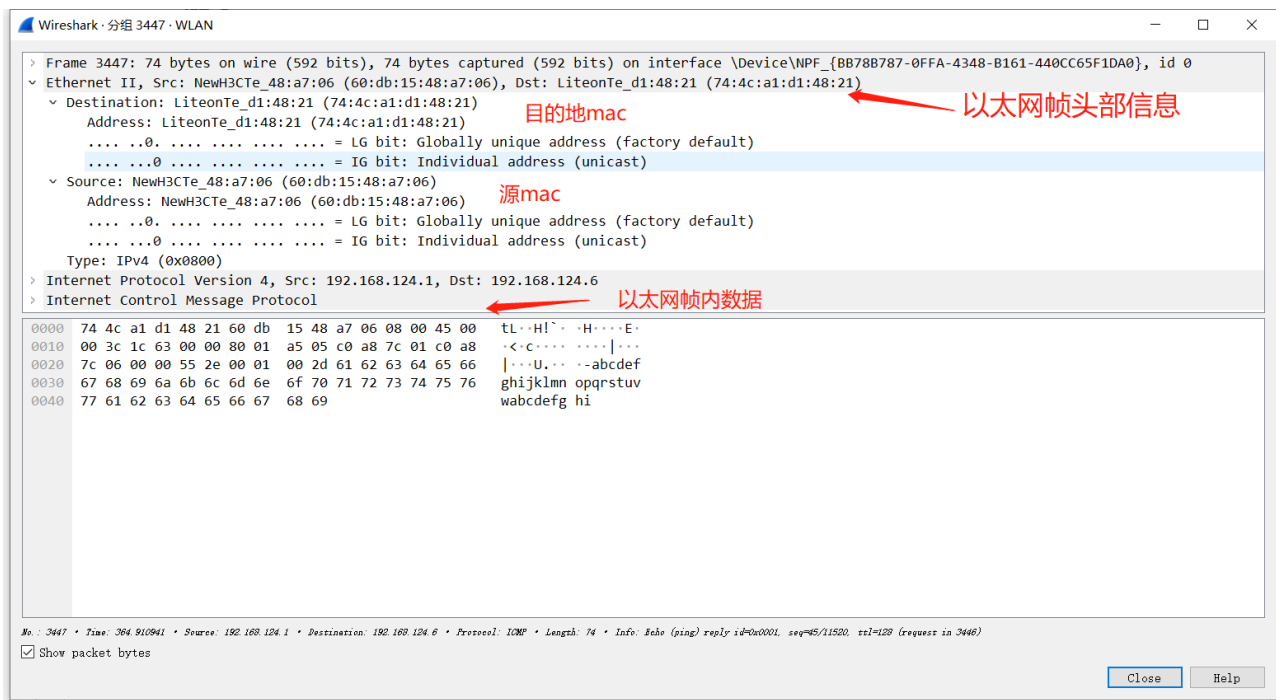 Wireshark · 分组 3447 · WLAN
Frame 3447: 74 bytes on wire (592 bits), 74 bytes captured (592 bits) on interface \Device\NPF_{BB78B787-0FFA-4348-B161-440CC65F1DA0}, id 0
Ethernet II, Src: NewH3CTe_48:a7:06 (60:db:15:48:a7:06), Dst: LiteonTe_d1:48:21 (74:4c:a1:d1:48:21)
以太网帧头部信息
Destination: LiteonTe_d1:48:21 (74:4c:a1:d1:48:21)
目的地mac
Address: LiteonTe_d1:48:21 (74:4c:a1:d1:48:21)
.... ..0. .... .... .... .... = LG bit: Globally unique address (factory default)
.... ...0 .... .... .... .... = IG bit: Individual address (unicast)
Source: NewH3CTe_48:a7:06 (60:db:15:48:a7:06)
源mac
Address: NewH3CTe_48:a7:06 (60:db:15:48:a7:06)
.... ..0. .... .... .... .... = LG bit: Globally unique address (factory default)
.... ...0 .... .... .... .... = IG bit: Individual address (unicast)
Type: IPv4 (0x0800)
Internet Protocol Version 4, Src: 192.168.124.1, Dst: 192.168.124.6
Internet Control Message Protocol
以太网帧内数据
0000 74 4c a1 d1 48 21 60 db 15 48 a7 06 08 00 45 00 tL··H!`· ·H····E·
0010 00 3c 1c 63 00 00 80 01 a5 05 c0 a8 7c 01 c0 a8 ·<·c···· ····|···
0020 7c 06 00 00 55 2e 00 01 00 2d 61 62 63 64 65 66 |···U.·· ·-abcdef
0030 67 68 69 6a 6b 6c 6d 6e 6f 70 71 72 73 74 75 76 ghijklmn opqrstuv
0040 77 61 62 63 64 65 66 67 68 69 wabcdefg hi
No.: 3447 · Time: 364.910941 · Source: 192.168.124.1 · Destination: 192.168.124.6 · Protocol: ICMP · Length: 74 · Info: Echo (ping) reply id=0x0001, seq=45/11520, ttl=128 (request in 3446)
Show packet bytes
Close Help